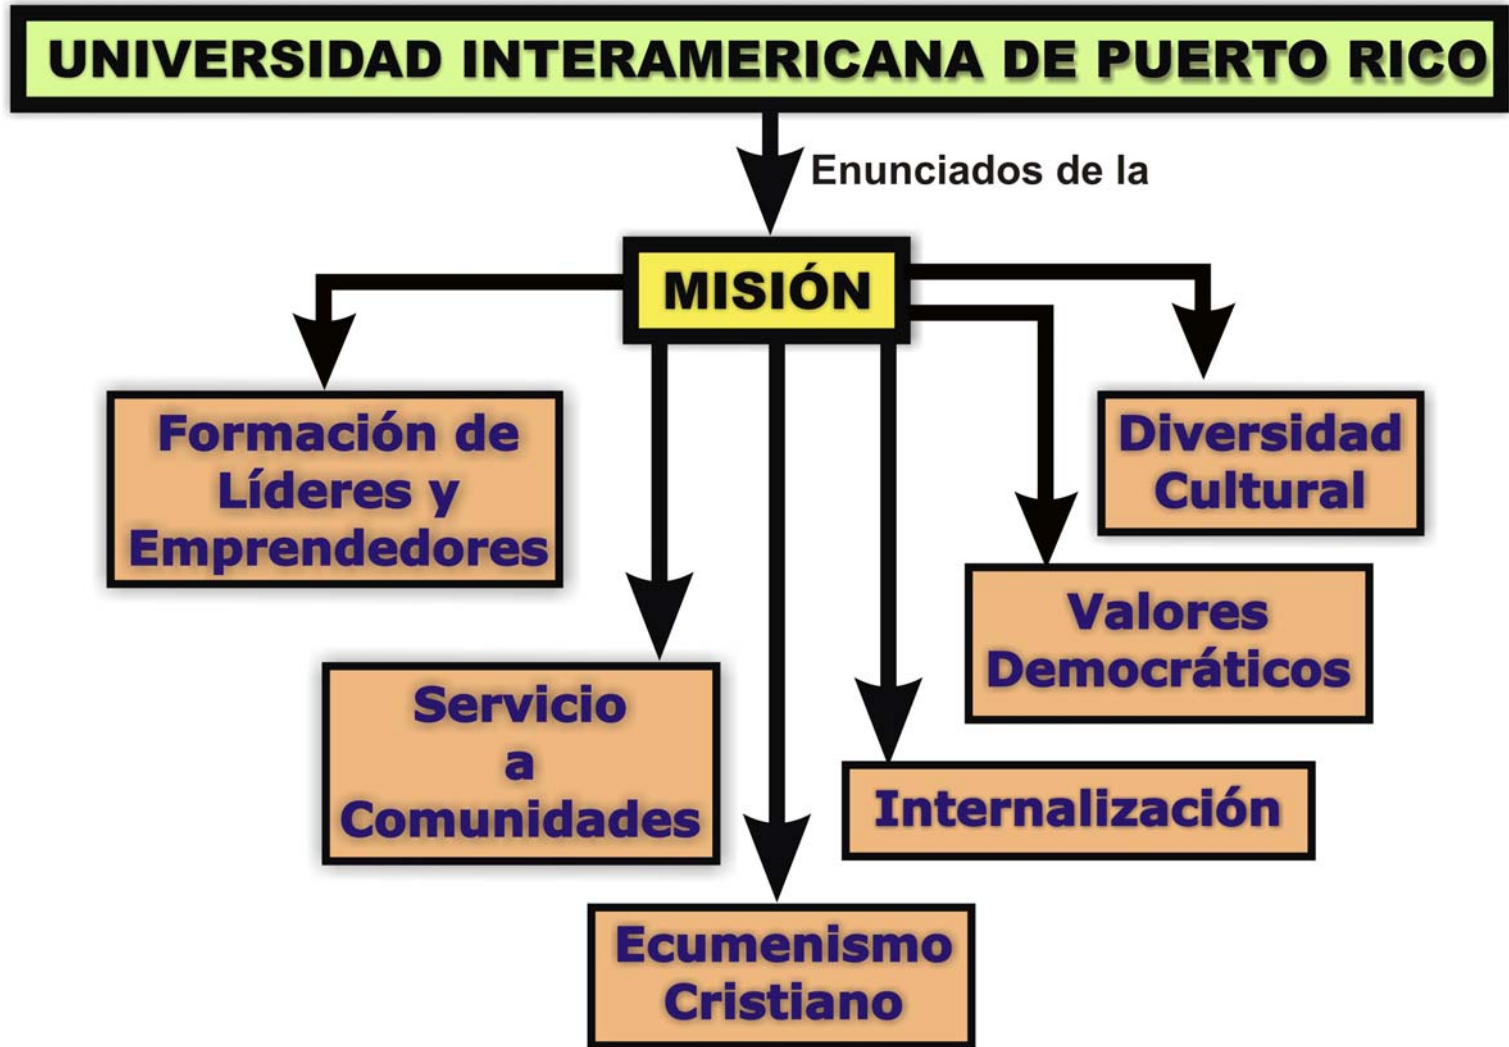 UNIVERSIDAD INTERAMERICANA DE PUERTO RICO
Enunciados de la
MISIÓN
Formación de
Líderes y
Emprendedores
Servicio
a
Comunidades
Ecumenismo
Cristiano
Internalización
Valores
Democráticos
Diversidad
Cultural